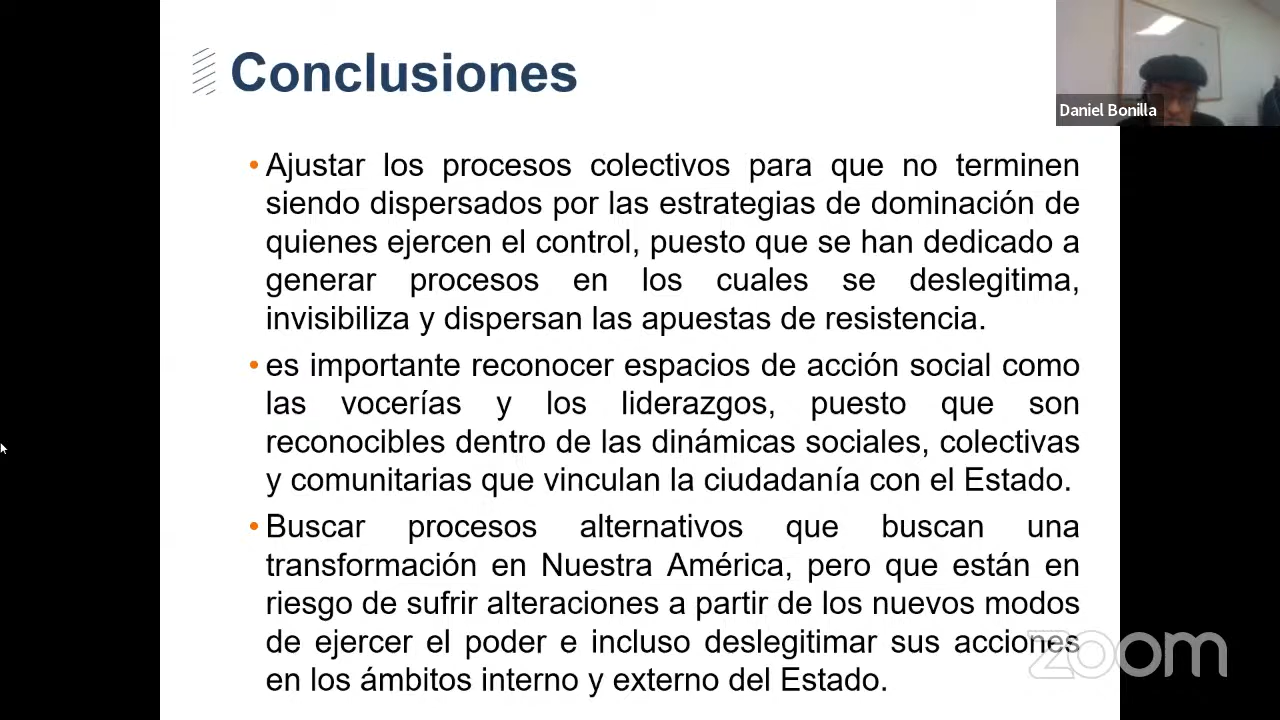 Conclusiones
Daniel Bonilla
• Ajustar los procesos colectivos para que no terminen
siendo dispersados por las estrategias de dominación de
quienes ejercen el control, puesto que se han dedicado a
generar procesos en los cuales se deslegitima,
invisibiliza y dispersan las apuestas de resistencia.
• es importante reconocer espacios de acción social como
las vocerías y los liderazgos, puesto que son
reconocibles dentro de las dinámicas sociales, colectivas
y comunitarias que vinculan la ciudadanía con el Estado.
• Buscar procesos alternativos que buscan una
transformación en Nuestra América, pero que están en
riesgo de sufrir alteraciones a partir de los nuevos modos
de ejercer el poder e incluso deslegitimar sus acciones
en los ámbitos interno y externo del Estado.
zoom